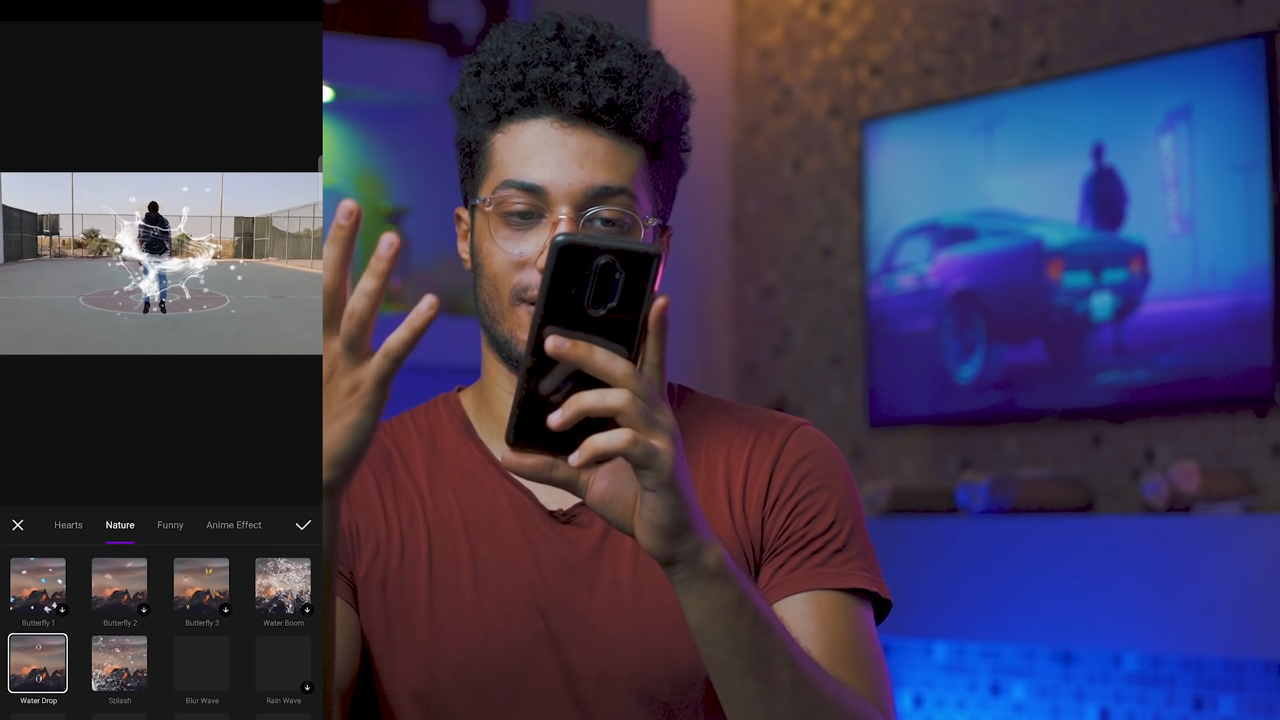 Hearts Nature Funny Anime Effect
Butterfly 1 Butterfly 2 Butterfly 3 Water Boom
Water Drop Splash Blur Wave Rain Wave